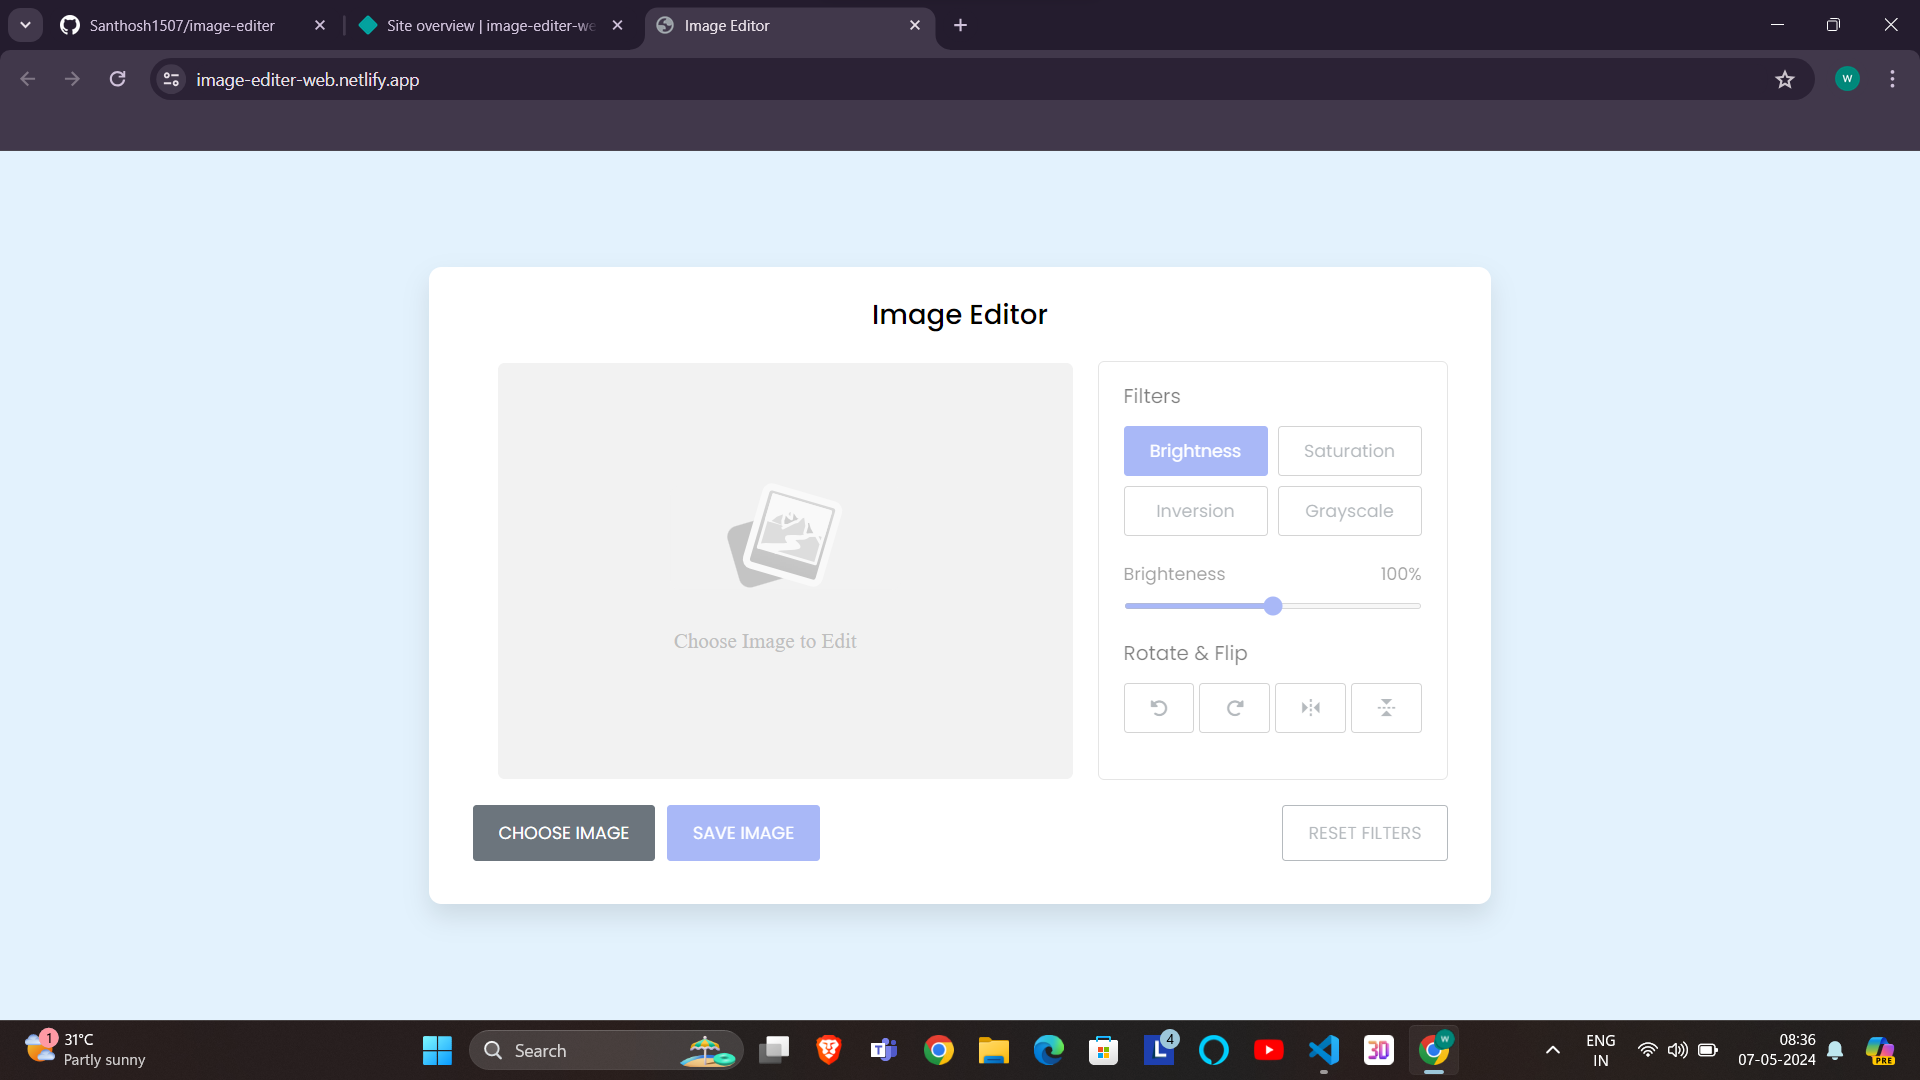 Santhosh1507/image-editer
Site overview | image-editer-we
Image Editor
image-editer-web.netlify.app
W
Image Editor
Choose Image to Edit
Filters
Brightness
Saturation
Inversion
Grayscale
Brighteness
100%
Rotate & Flip
CHOOSE IMAGE
SAVE IMAGE
RESET FILTERS
1
31°C
Partly sunny
Search
T
L
4
3D
W
ENG
IN
08:36
07-05-2024
PRE